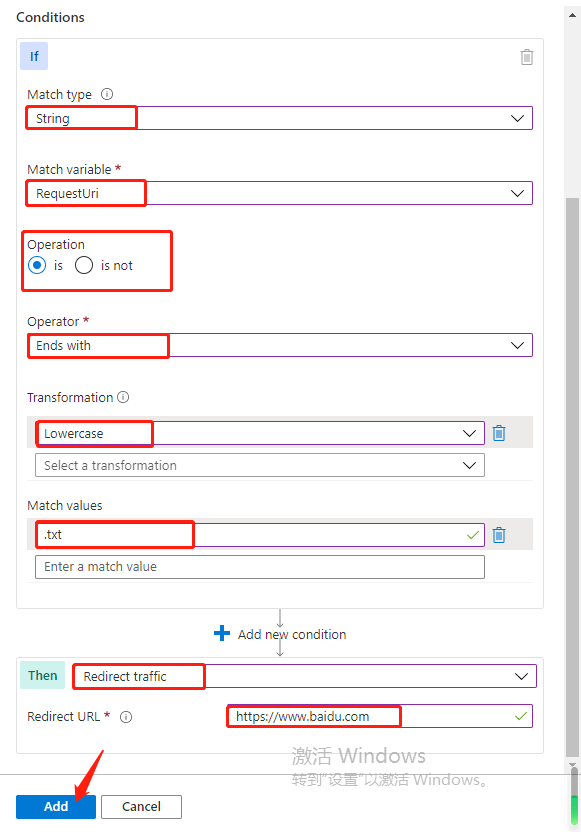 Conditions
If
Match type
String
Match variable *
RequestUri
Operation
is
is not
Operator *
Ends with
Transformation
Lowercase
Select a transformation
Match values
.txt
Enter a match value
Add new condition
Then
Redirect traffic
Redirect URL *
https://www.baidu.com
激活 Windows
转到"设置"以激活 Windows。
Add
Cancel